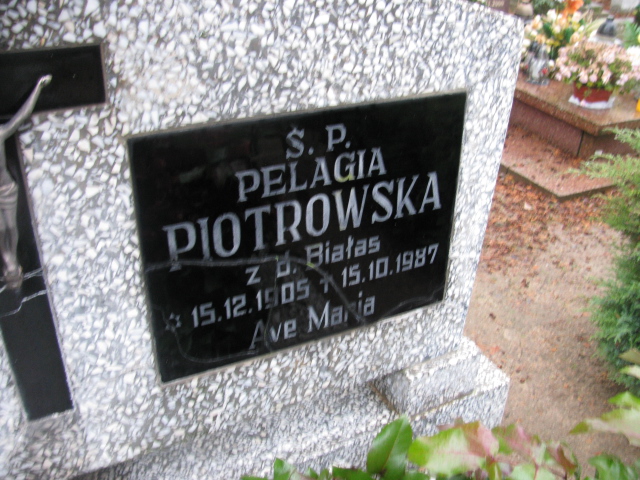 Ś. P.
PELAGIA
PIOTROWSKA
z d. Białas
* 15.12.1905 + 15.10.1987
Ave Maria